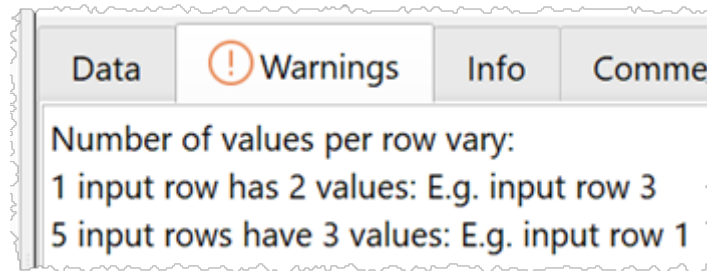 Data Warnings Info Comme
Number of values per row vary:
1 input row has 2 values: E.g. input row 3
5 input rows have 3 values: E.g. input row 1